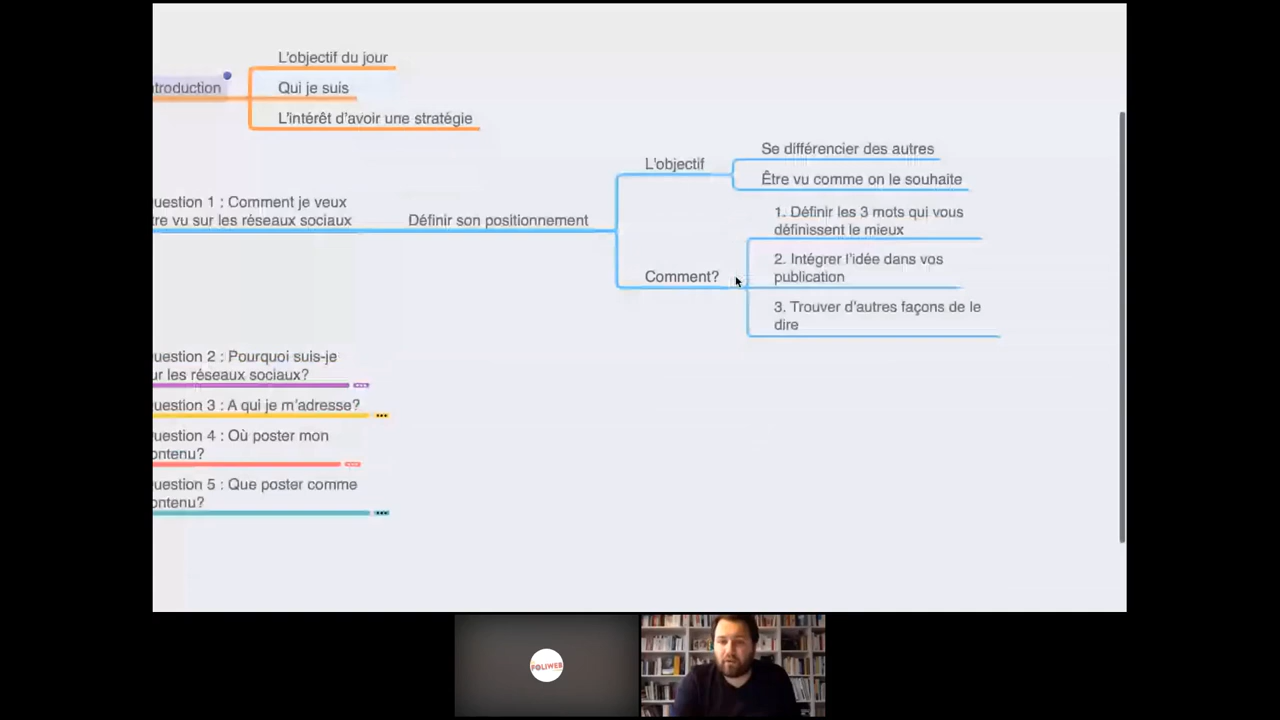 L'objectif du jour
ntroduction
Qui je suis
L'intérêt d'avoir une stratégie
Se différencier des autres
L'objectif
Être vu comme on le souhaite
uestion 1 : Comment je veux
tre vu sur les réseaux sociaux
Définir son positionnement
1. Définir les 3 mots qui vous
définissent le mieux
Comment?
2. Intégrer l'idée dans vos
publication
3. Trouver d'autres façons de le
dire
uestion 2 : Pourquoi suis-je
ur les réseaux sociaux?
uestion 3 : A qui je m'adresse?
uestion 4 : Où poster mon
ontenu?
uestion 5 : Que poster comme
ontenu?
POLIWEB